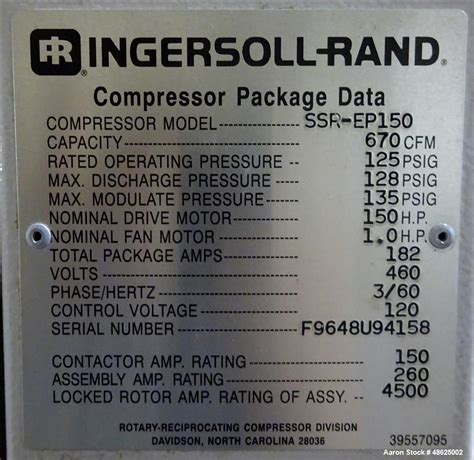 IR® INGERSOLL-RAND®
Compressor Package Data
COMPRESSOR MODEL ---------- SSR-EP150
CAPACITY -------------------- 670 CFM
RATED OPERATING PRESSURE -- 125 PSIG
MAX. DISCHARGE PRESSURE ---- 128 PSIG
MAX. MODULATE PRESSURE ----- 135 PSIG
NOMINAL DRIVE MOTOR --------- 150 H.P.
NOMINAL FAN MOTOR ---------- 1.0 H.P.
TOTAL PACKAGE AMPS ---------- 182
VOLTS ------------------------ 460
PHASE/HERTZ ----------------- 3/60
CONTROL VOLTAGE ------------ 120
SERIAL NUMBER --------------- F9648U94158
CONTACTOR AMP. RATING ------- 150
ASSEMBLY AMP. RATING -------- 260
LOCKED ROTOR AMP. RATING OF ASSY. - 4500
ROTARY-RECIPROCATING COMPRESSOR DIVISION
DAVIDSON, NORTH CAROLINA 28036
39557095
Aaron Stock # 48625002